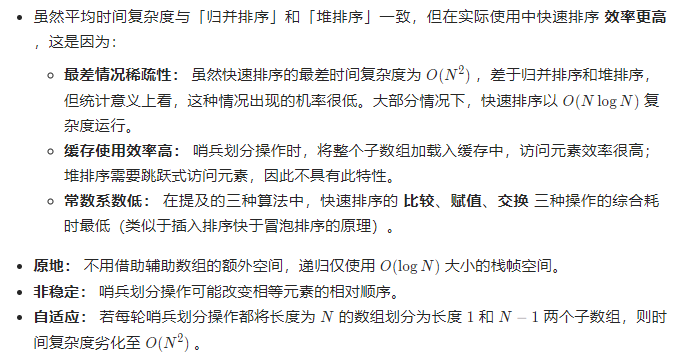 • 虽然平均时间复杂度与「归并排序」和「堆排序」一致，但在实际使用中快速排序 效率更高
，这是因为：
◦ 最差情况稀疏性： 虽然快速排序的最差时间复杂度为 O(N²) ，差于归并排序和堆排序，
但统计意义上看，这种情况出现的机率很低。大部分情况下，快速排序以 O(N log N) 复
杂度运行。
◦ 缓存使用效率高： 哨兵划分操作时，将整个子数组加载入缓存中，访问元素效率很高；
堆排序需要跳跃式访问元素，因此不具有此特性。
◦ 常数系数低： 在提及的三种算法中，快速排序的 比较、赋值、交换 三种操作的综合耗
时最低（类似于插入排序快于冒泡排序的原理）。
• 原地： 不用借助辅助数组的额外空间，递归仅使用 O(log N) 大小的栈帧空间。
• 非稳定： 哨兵划分操作可能改变相等元素的相对顺序。
• 自适应： 若每轮哨兵划分操作都将长度为 N 的数组划分为长度 1 和 N − 1 两个子数组，则时
间复杂度劣化至 O(N²) 。